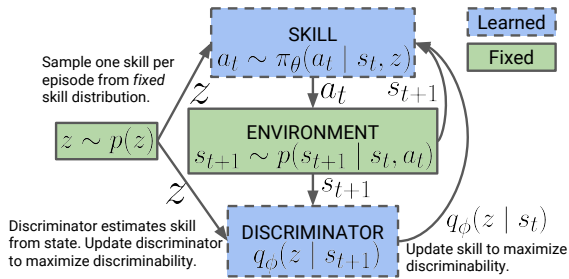 SKILL
a_t ∼ π_θ(a_t | s_t, z)
Learned
Fixed
Sample one skill per
episode from fixed
skill distribution.
z
a_t
s_{t+1}
z ∼ p(z)
ENVIRONMENT
s_{t+1} ∼ p(s_{t+1} | s_t, a_t)
z
s_{t+1}
Discriminator estimates skill
from state. Update discriminator
to maximize discriminability.
DISCRIMINATOR
q_ϕ(z | s_{t+1})
q_ϕ(z | s_t)
Update skill to maximize
discriminability.